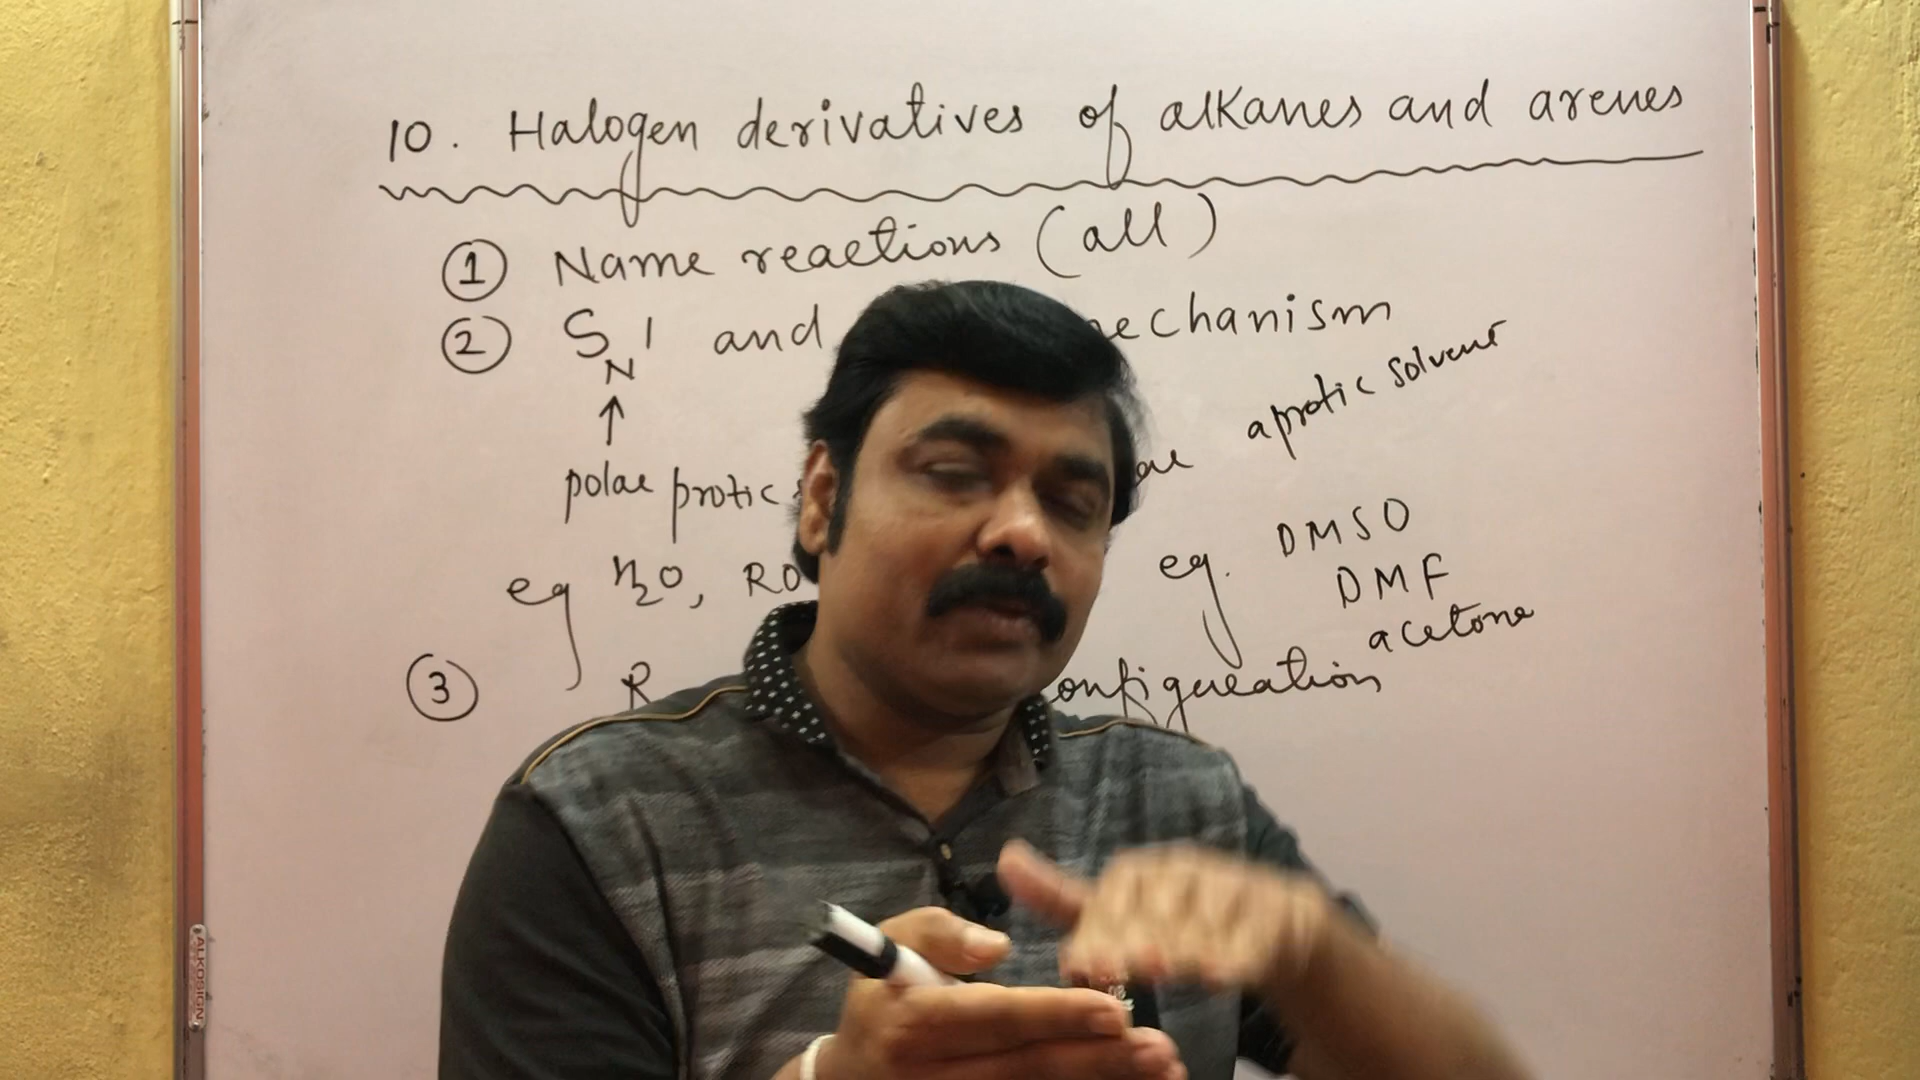 10. Halogen derivatives of alkanes and arenes
1 Name reactions (all)
2 SN1 and mechanism
aprotic solvent
↑
polar protic
eg H2O, RO
eg. DMSO
DMF
acetone
3 R configuration
ALKOSIGN